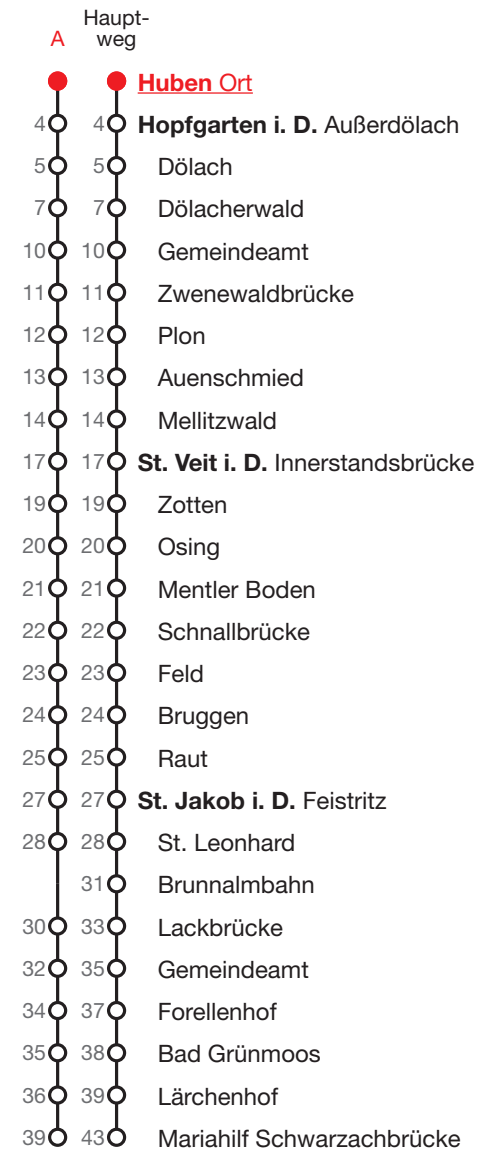 Haupt-
A weg
Huben Ort
4 4 Hopfgarten i. D. Außerdölach
5 5 Dölach
7 7 Dölacherwald
10 10 Gemeindeamt
11 11 Zwenewaldbrücke
12 12 Plon
13 13 Auenschmied
14 14 Mellitzwald
17 17 St. Veit i. D. Innerstandsbrücke
19 19 Zotten
20 20 Osing
21 21 Mentler Boden
22 22 Schnallbrücke
23 23 Feld
24 24 Bruggen
25 25 Raut
27 27 St. Jakob i. D. Feistritz
28 28 St. Leonhard
31 Brunnalmbahn
30 33 Lackbrücke
32 35 Gemeindeamt
34 37 Forellenhof
35 38 Bad Grünmoos
36 39 Lärchenhof
39 43 Mariahilf Schwarzachbrücke